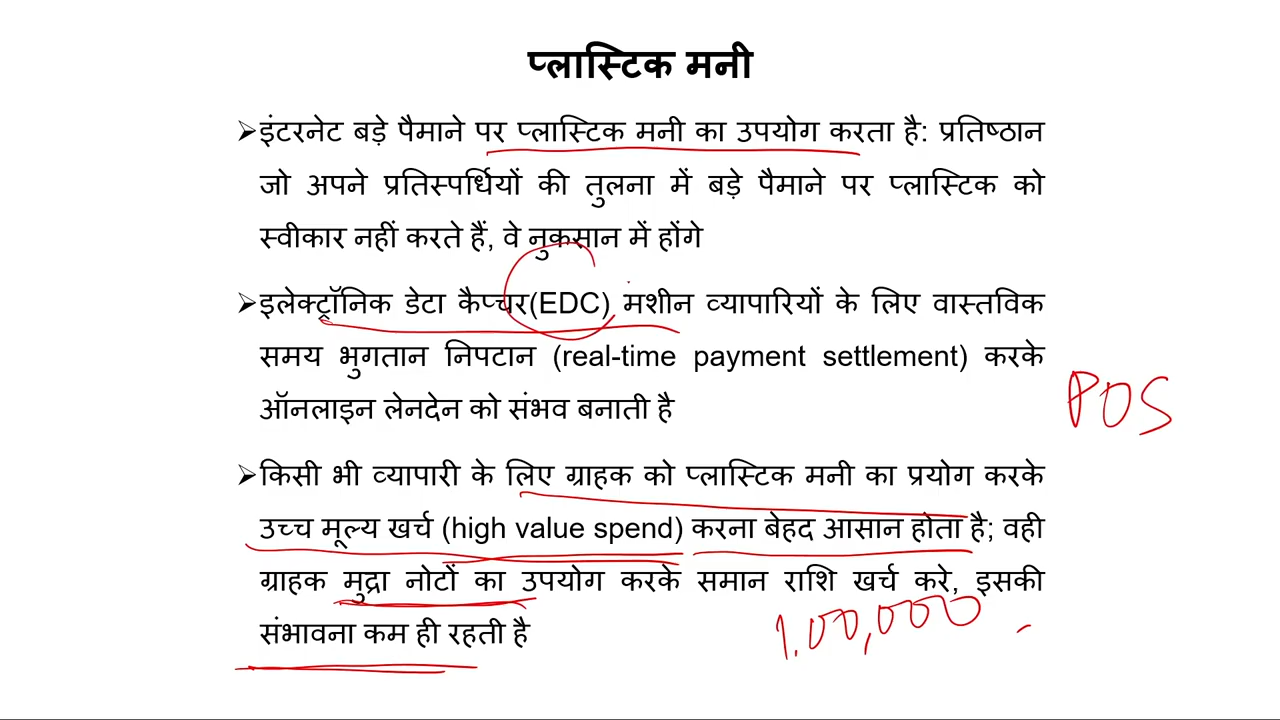 प्लास्टिक मनी
➢इंटरनेट बड़े पैमाने पर प्लास्टिक मनी का उपयोग करता है: प्रतिष्ठान
जो अपने प्रतिस्पर्धियों की तुलना में बड़े पैमाने पर प्लास्टिक को
स्वीकार नहीं करते हैं, वे नुकसान में होंगे
➢इलेक्ट्रॉनिक डेटा कैप्चर(EDC) मशीन व्यापारियों के लिए वास्तविक
समय भुगतान निपटान (real-time payment settlement) करके
POS
ऑनलाइन लेनदेन को संभव बनाती है
➢किसी भी व्यापारी के लिए ग्राहक को प्लास्टिक मनी का प्रयोग करके
उच्च मूल्य खर्च (high value spend) करना बेहद आसान होता है; वही
ग्राहक मुद्रा नोटों का उपयोग करके समान राशि खर्च करे, इसकी
संभावना कम ही रहती है
1,00,000